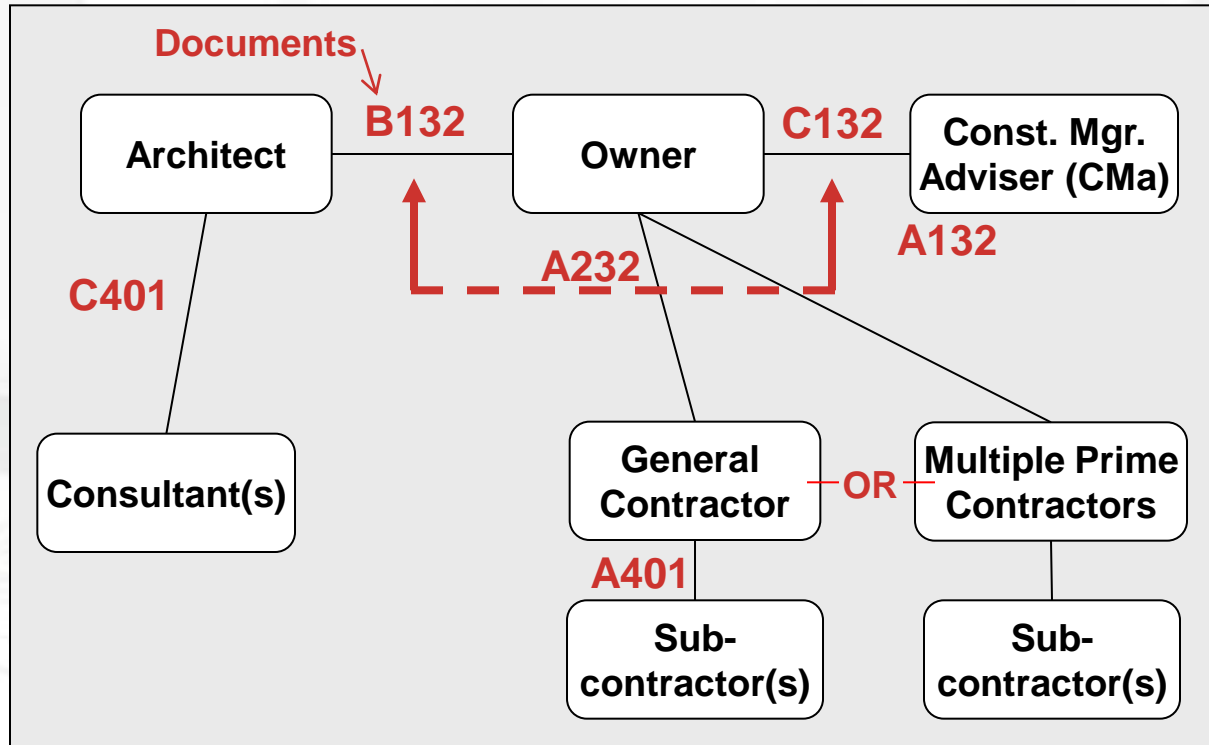 Documents
B132
C132
Architect
Owner
Const. Mgr.
Adviser (CMa)
A132
A232
C401
Consultant(s)
General
Contractor
OR
Multiple Prime
Contractors
A401
Sub-
contractor(s)
Sub-
contractor(s)